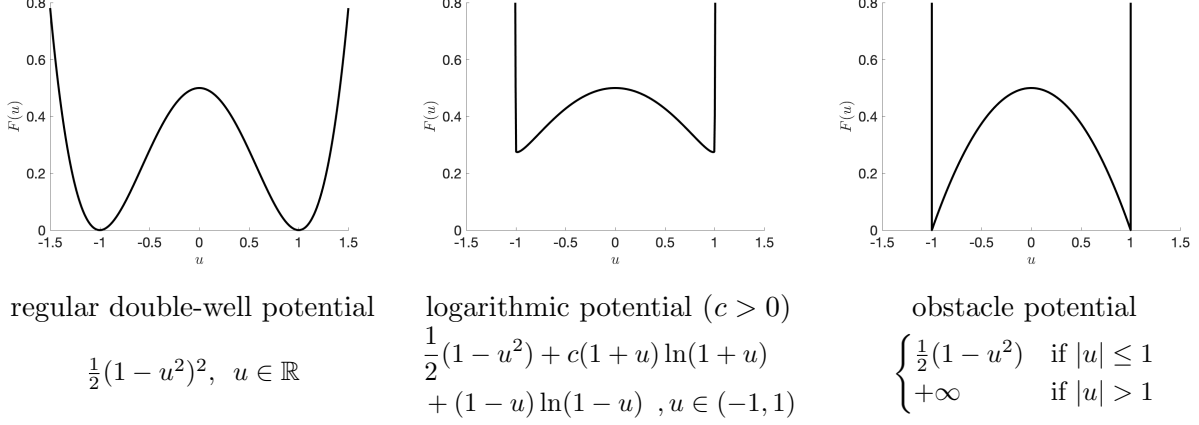 0.8
0.6
0.4
0.2
0
F(u)
-1.5 -1 -0.5 0 0.5 1 1.5
u
regular double-well potential
½(1 − u²)², u ∈ ℝ
0.8
0.6
0.4
0.2
0
F(u)
-1.5 -1 -0.5 0 0.5 1 1.5
u
logarithmic potential (c > 0)
½(1 − u²) + c(1 + u) ln(1 + u)
+ (1 − u) ln(1 − u) , u ∈ (−1, 1)
0.8
0.6
0.4
0.2
0
F(u)
-1.5 -1 -0.5 0 0.5 1 1.5
u
obstacle potential
{ ½(1 − u²) if |u| ≤ 1
+∞ if |u| > 1